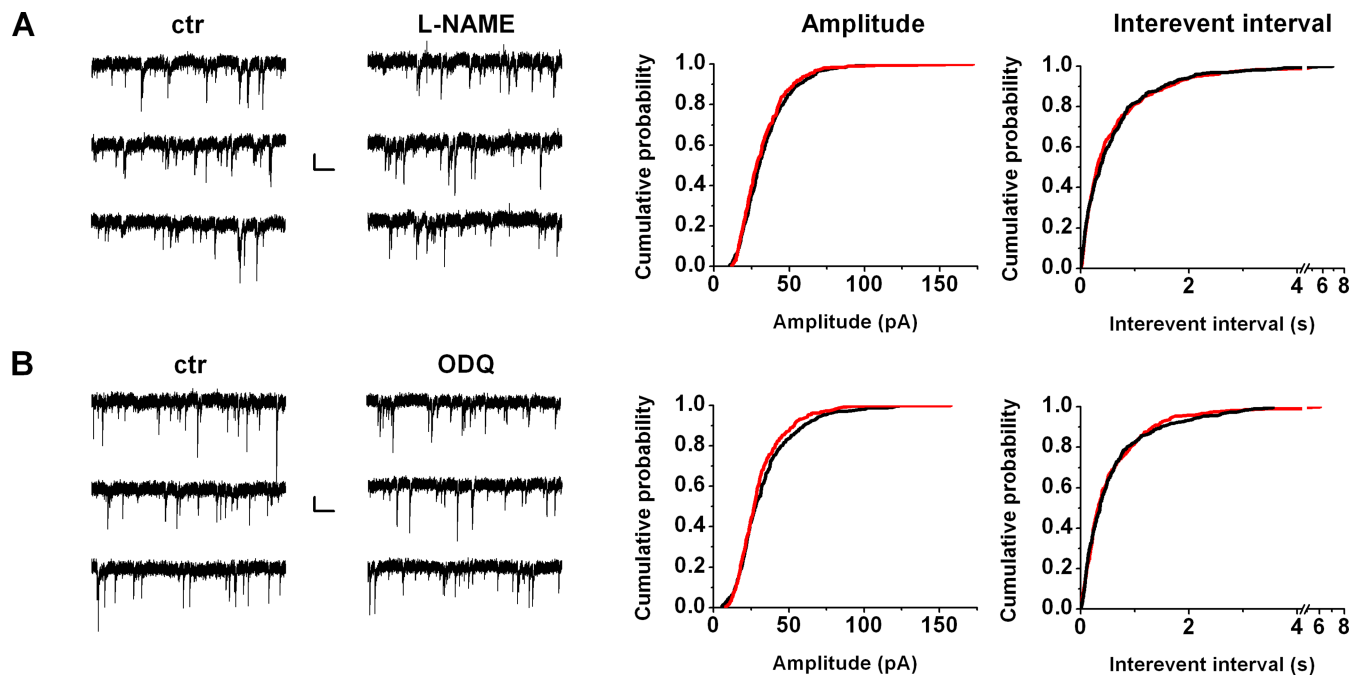 A
ctr
L-NAME
Amplitude
Interevent interval
Cumulative probability
1.0
0.8
0.6
0.4
0.2
0.0
0
50
100
150
Amplitude (pA)
Cumulative probability
1.0
0.8
0.6
0.4
0.2
0.0
0
2
4
6
8
Interevent interval (s)
B
ctr
ODQ
Cumulative probability
1.0
0.8
0.6
0.4
0.2
0.0
0
50
100
150
Amplitude (pA)
Cumulative probability
1.0
0.8
0.6
0.4
0.2
0.0
0
2
4
6
8
Interevent interval (s)